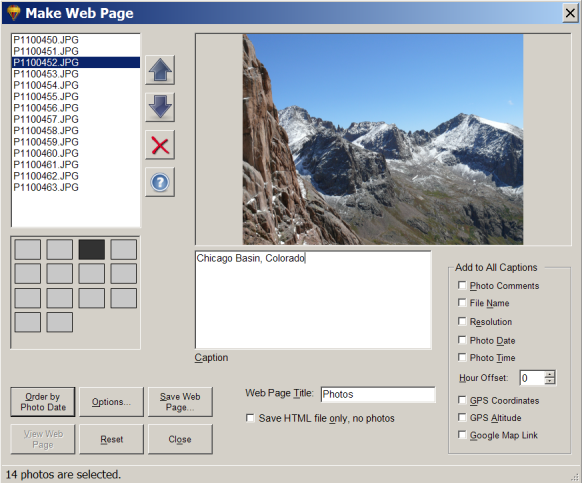 Make Web Page
P1100450.JPG
P1100451.JPG
P1100452.JPG
P1100453.JPG
P1100454.JPG
P1100455.JPG
P1100456.JPG
P1100457.JPG
P1100458.JPG
P1100459.JPG
P1100460.JPG
P1100461.JPG
P1100462.JPG
P1100463.JPG
?
Chicago Basin, Colorado
Caption
Add to All Captions
Photo Comments
File Name
Resolution
Photo Date
Photo Time
Hour Offset: 0
GPS Coordinates
GPS Altitude
Google Map Link
Order by
Photo Date
Options...
Save Web
Page...
View Web
Page
Reset
Close
Web Page Title: Photos
Save HTML file only, no photos
14 photos are selected.